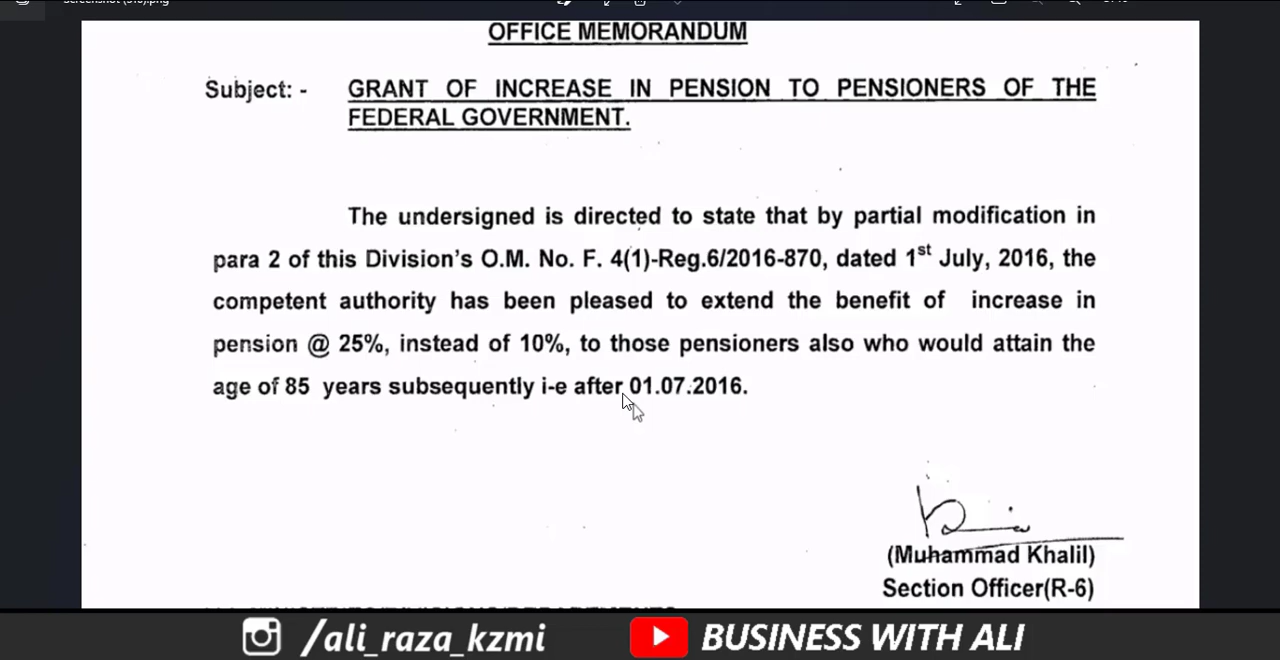 OFFICE MEMORANDUM
Subject: - GRANT OF INCREASE IN PENSION TO PENSIONERS OF THE
FEDERAL GOVERNMENT.
The undersigned is directed to state that by partial modification in
para 2 of this Division's O.M. No. F. 4(1)-Reg.6/2016-870, dated 1st July, 2016, the
competent authority has been pleased to extend the benefit of increase in
pension @ 25%, instead of 10%, to those pensioners also who would attain the
age of 85 years subsequently i-e after 01.07.2016.
(Muhammad Khalil)
Section Officer(R-6)
/ali_raza_kzmi BUSINESS WITH ALI